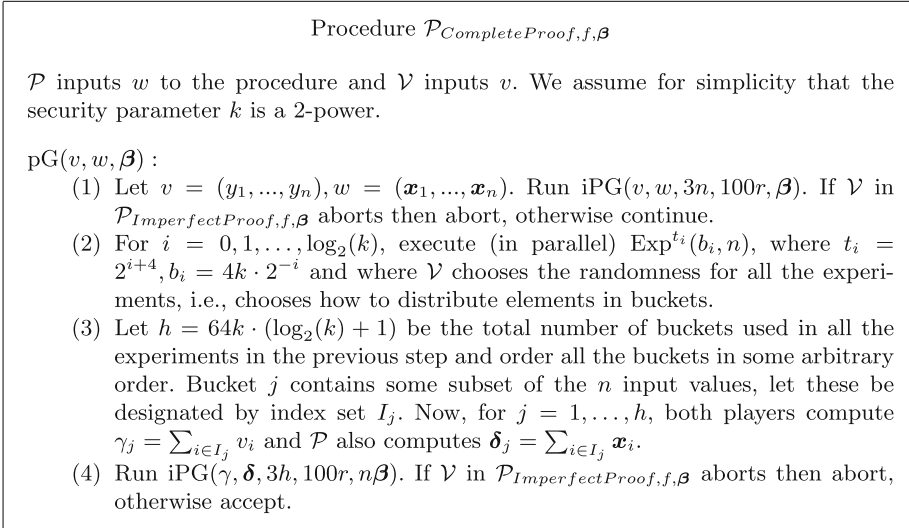 Procedure 𝒫_{CompleteProof,f,𝜷}
𝒫 inputs w to the procedure and 𝒱 inputs v. We assume for simplicity that the
security parameter k is a 2-power.
pG(v, w, 𝜷) :
(1) Let v = (y₁, ..., yₙ), w = (𝒙₁, ..., 𝒙ₙ). Run iPG(v, w, 3n, 100r, 𝜷). If 𝒱 in
𝒫_{ImperfectProof,f,𝜷} aborts then abort, otherwise continue.
(2) For i = 0, 1, . . . , log₂(k), execute (in parallel) Exp^{t_i}(b_i, n), where t_i =
2^{i+4}, b_i = 4k · 2^{−i} and where 𝒱 chooses the randomness for all the experi-
ments, i.e., chooses how to distribute elements in buckets.
(3) Let h = 64k · (log₂(k) + 1) be the total number of buckets used in all the
experiments in the previous step and order all the buckets in some arbitrary
order. Bucket j contains some subset of the n input values, let these be
designated by index set I_j. Now, for j = 1, . . . , h, both players compute
γ_j = ∑_{i∈I_j} v_i and 𝒫 also computes 𝜹_j = ∑_{i∈I_j} 𝒙_i.
(4) Run iPG(γ, 𝜹, 3h, 100r, n𝜷). If 𝒱 in 𝒫_{ImperfectProof,f,𝜷} aborts then abort,
otherwise accept.